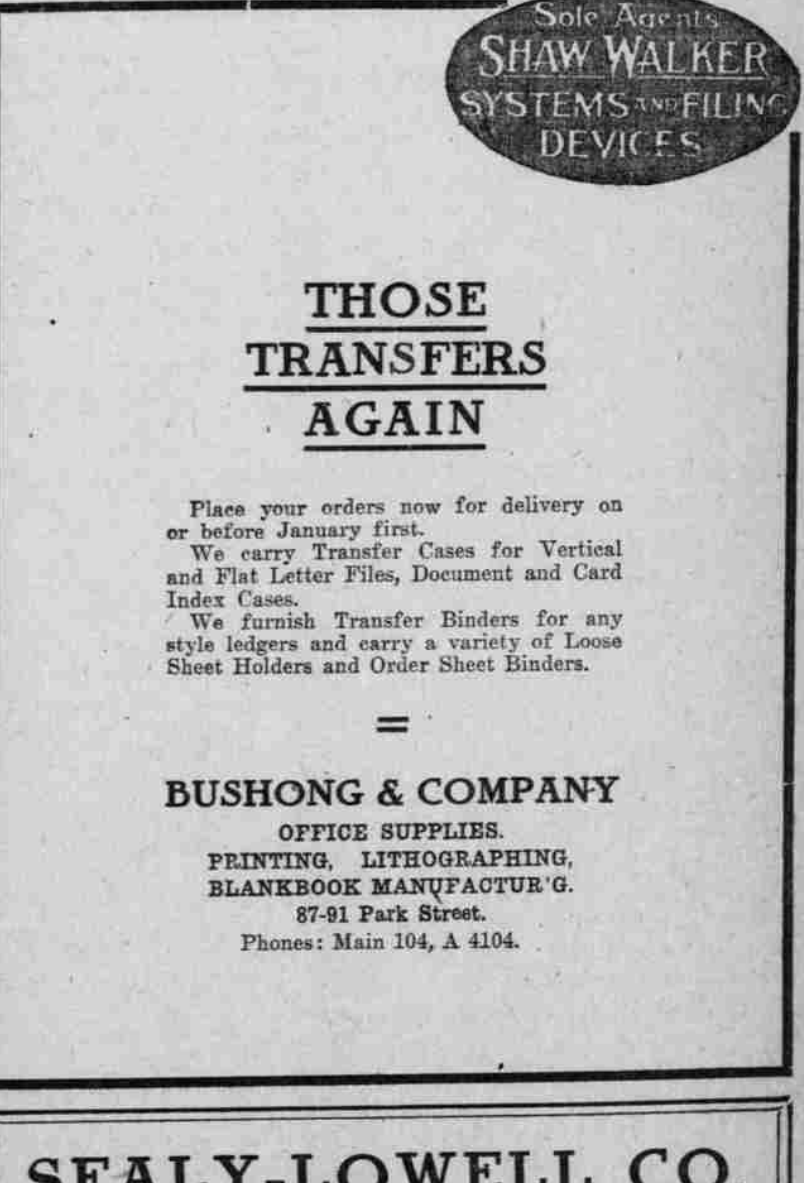 Sole Agents
SHAW WALKER
SYSTEMS AND FILING
DEVICES
THOSE
TRANSFERS
AGAIN
Place your orders now for delivery on
or before January first.
We carry Transfer Cases for Vertical
and Flat Letter Files, Document and Card
Index Cases.
We furnish Transfer Binders for any
style ledgers and carry a variety of Loose
Sheet Holders and Order Sheet Binders.
=
BUSHONG & COMPANY
OFFICE SUPPLIES.
PRINTING, LITHOGRAPHING,
BLANKBOOK MANUFACTUR'G.
87-91 Park Street.
Phones: Main 104, A 4104.
SEALY-LOWELL CO.